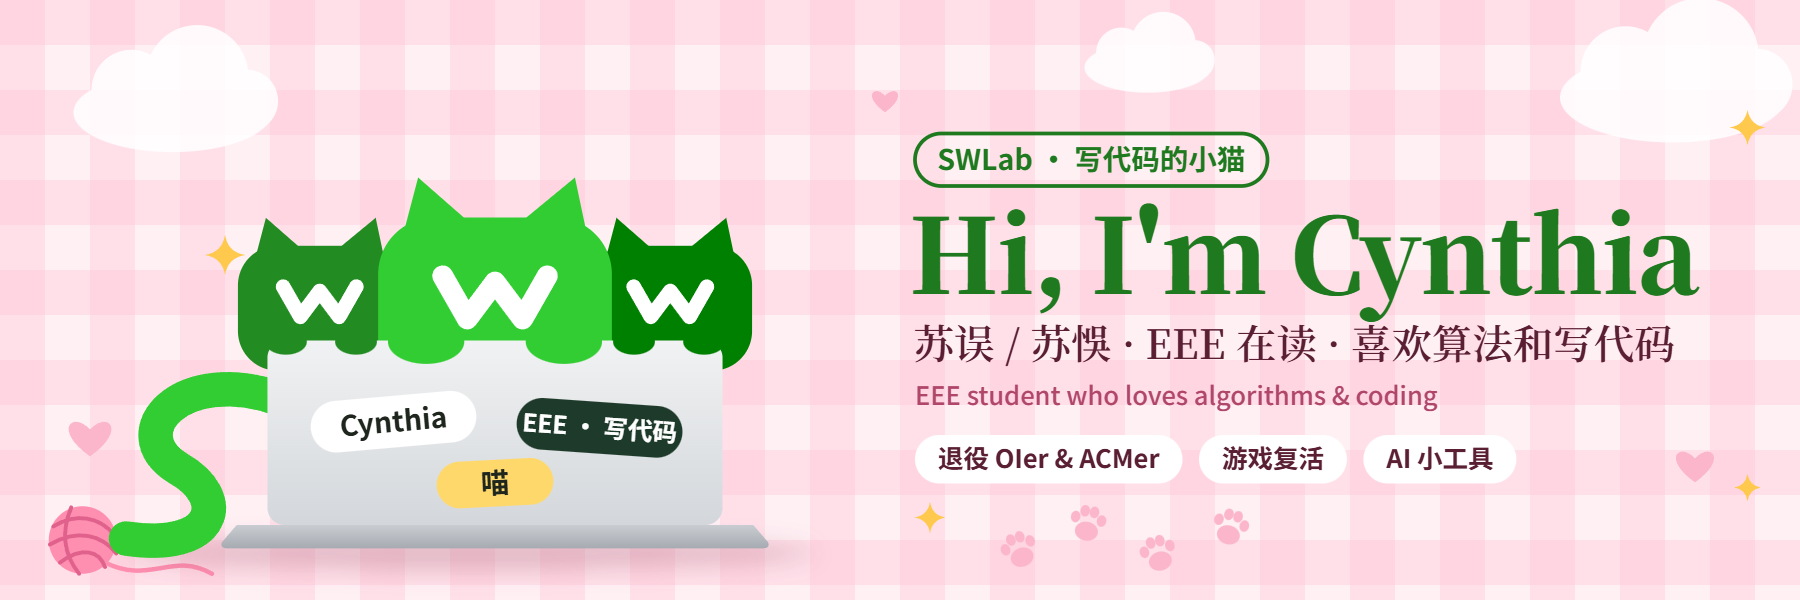 SWLab · 写代码的小猫
Hi, I'm Cynthia
苏误 / 苏悞 · EEE 在读 · 喜欢算法和写代码
EEE student who loves algorithms & coding
退役 OIer & ACMer
游戏复活
AI 小工具
Cynthia
EEE · 写代码
喵